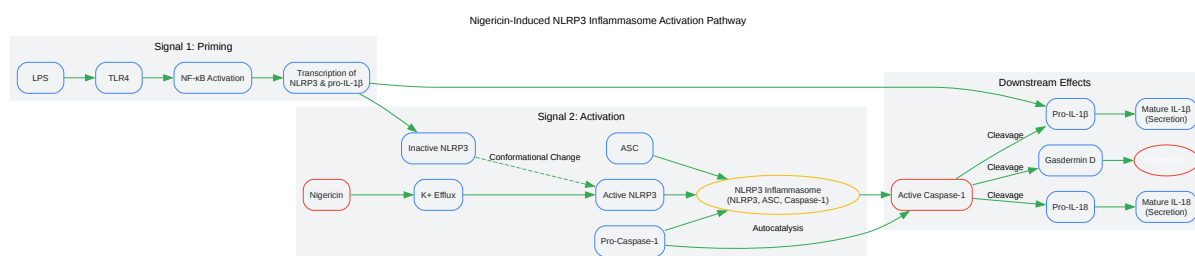 Nigericin-Induced NLRP3 Inflammasome Activation Pathway
Signal 1: Priming
LPS
TLR4
NF-κB Activation
Transcription of
NLRP3 & pro-IL-1β
Signal 2: Activation
Inactive NLRP3
Conformational Change
ASC
Nigericin
K+ Efflux
Active NLRP3
NLRP3 Inflammasome
(NLRP3, ASC, Caspase-1)
Pro-Caspase-1
Autocatalysis
Downstream Effects
Active Caspase-1
Cleavage
Pro-IL-1β
Mature IL-1β
(Secretion)
Cleavage
Gasdermin D
Cleavage
Pro-IL-18
Mature IL-18
(Secretion)